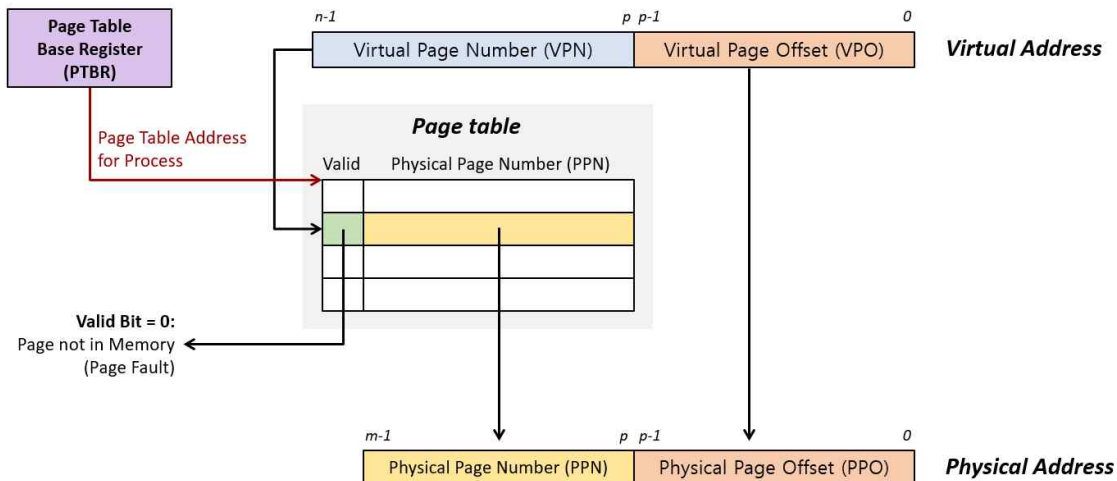 Page Table
Base Register
(PTBR)
n-1 p p-1 0
Virtual Page Number (VPN) Virtual Page Offset (VPO) Virtual Address
Page Table Address
for Process
Page table
Valid Physical Page Number (PPN)
Valid Bit = 0:
Page not in Memory
(Page Fault)
m-1 p p-1 0
Physical Page Number (PPN) Physical Page Offset (PPO) Physical Address